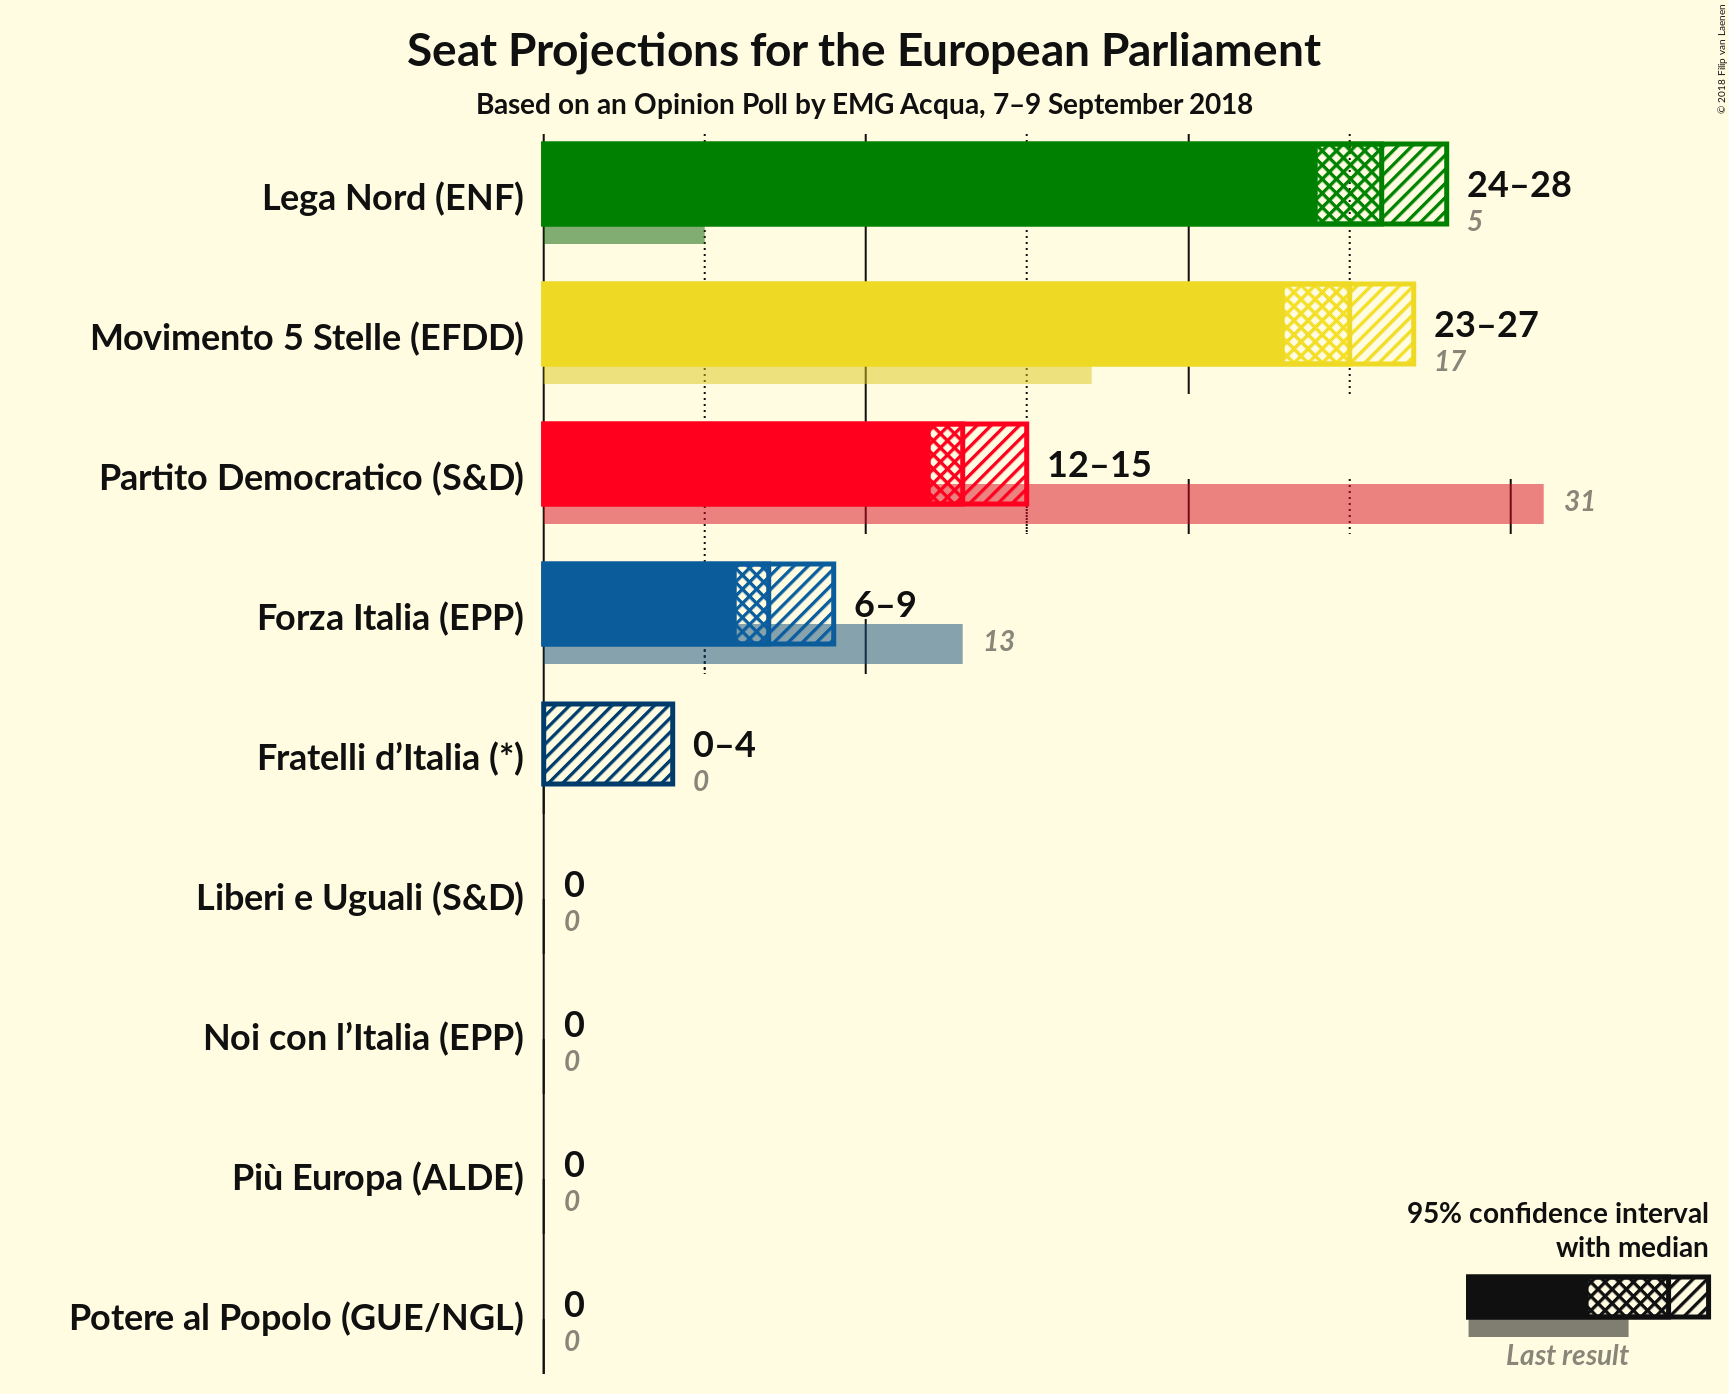 Seat Projections for the European Parliament
Based on an Opinion Poll by EMG Acqua, 7–9 September 2018
© 2018 Filip van Laenen
Lega Nord (ENF)
24–28
5
Movimento 5 Stelle (EFDD)
23–27
17
Partito Democratico (S&D)
12–15
31
Forza Italia (EPP)
6–9
13
Fratelli d’Italia (*)
0–4
0
Liberi e Uguali (S&D)
0
0
Noi con l’Italia (EPP)
0
0
Più Europa (ALDE)
0
0
Potere al Popolo (GUE/NGL)
0
0
95% confidence interval
with median
Last result